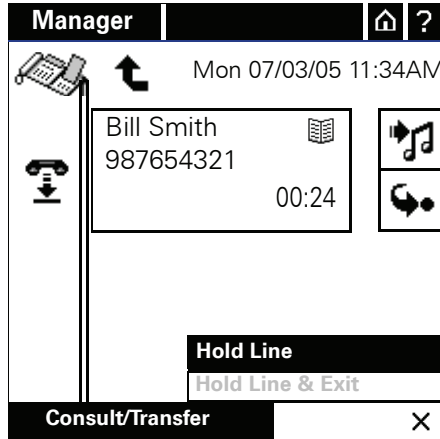 Manager
?
Mon 07/03/05 11:34AM
Bill Smith
987654321
00:24
Hold Line
Hold Line & Exit
Consult/Transfer